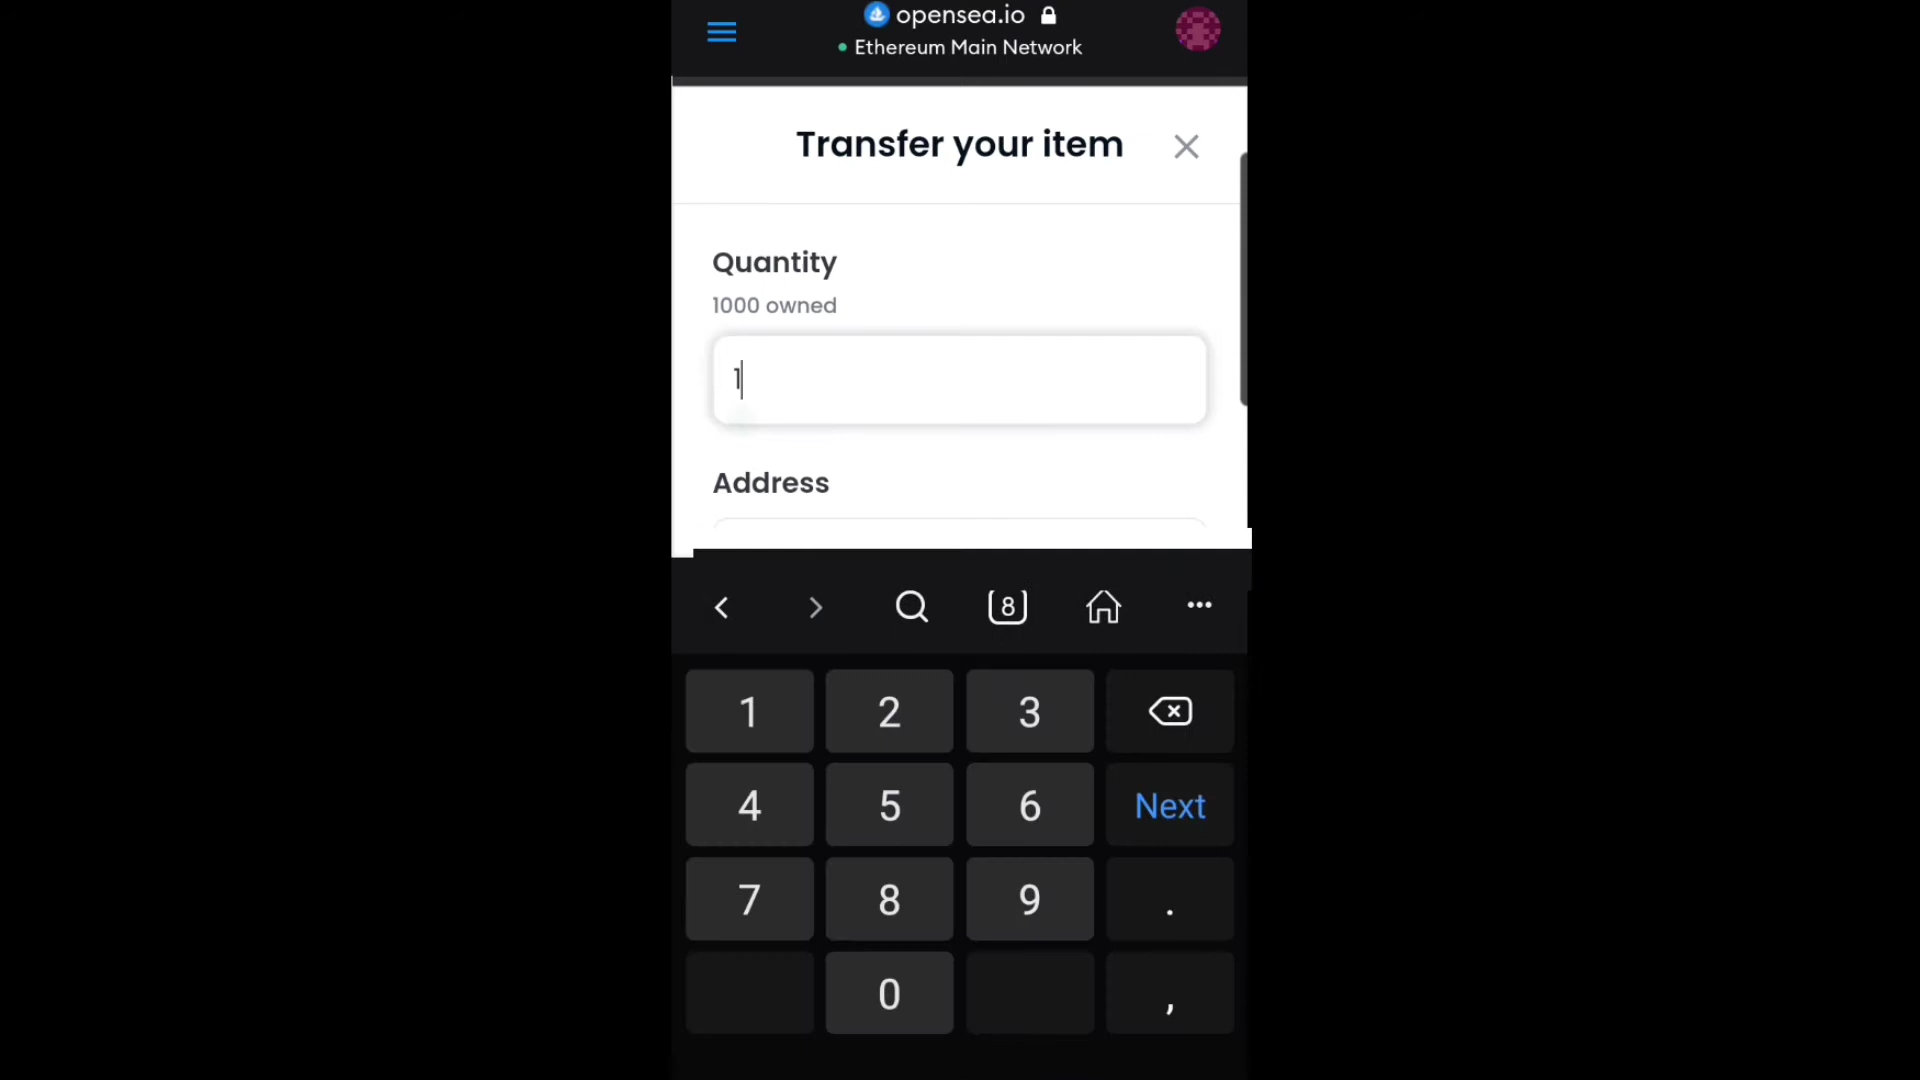 opensea.io
Ethereum Main Network
Transfer your item
Quantity
1000 owned
1
Address
8
1 2 3
4 5 6 Next
7 8 9 .
0 ,